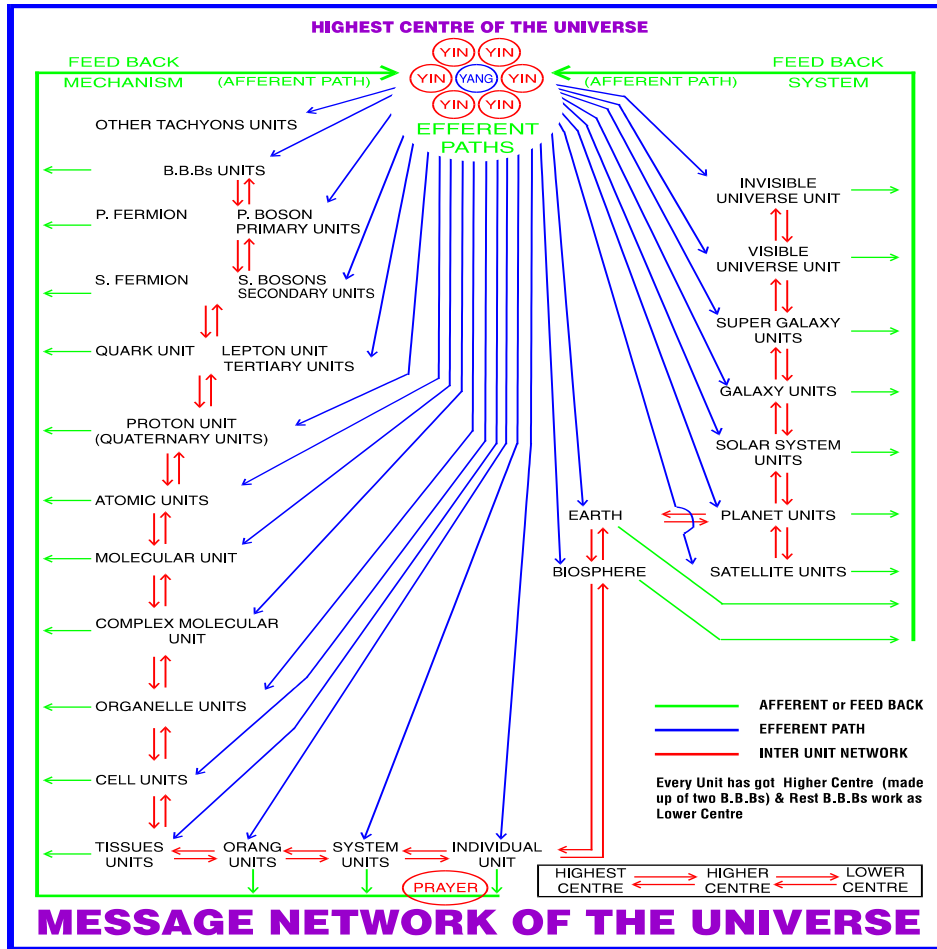 HIGHEST CENTRE OF THE UNIVERSE
YIN YIN
YIN YANG YIN
YIN YIN
FEED BACK
MECHANISM (AFFERENT PATH)
FEED BACK
(AFFERENT PATH) SYSTEM
EFFERENT
PATHS
OTHER TACHYONS UNITS
B.B.Bs UNITS
P. FERMION
P. BOSON
PRIMARY UNITS
S. FERMION
S. BOSONS
SECONDARY UNITS
QUARK UNIT
LEPTON UNIT
TERTIARY UNITS
PROTON UNIT
(QUATERNARY UNITS)
ATOMIC UNITS
MOLECULAR UNIT
COMPLEX MOLECULAR
UNIT
ORGANELLE UNITS
CELL UNITS
TISSUES
UNITS
ORANG
UNITS
SYSTEM
UNITS
INDIVIDUAL
UNIT
PRAYER
INVISIBLE
UNIVERSE UNIT
VISIBLE
UNIVERSE UNIT
SUPER GALAXY
UNITS
GALAXY UNITS
SOLAR SYSTEM
UNITS
EARTH
PLANET UNITS
BIOSPHERE
SATELLITE UNITS
AFFERENT or FEED BACK
EFFERENT PATH
INTER UNIT NETWORK
Every Unit has got Higher Centre (made
up of two B.B.Bs) & Rest B.B.Bs work as
Lower Centre
HIGHEST
CENTRE
HIGHER
CENTRE
LOWER
CENTRE
MESSAGE NETWORK OF THE UNIVERSE